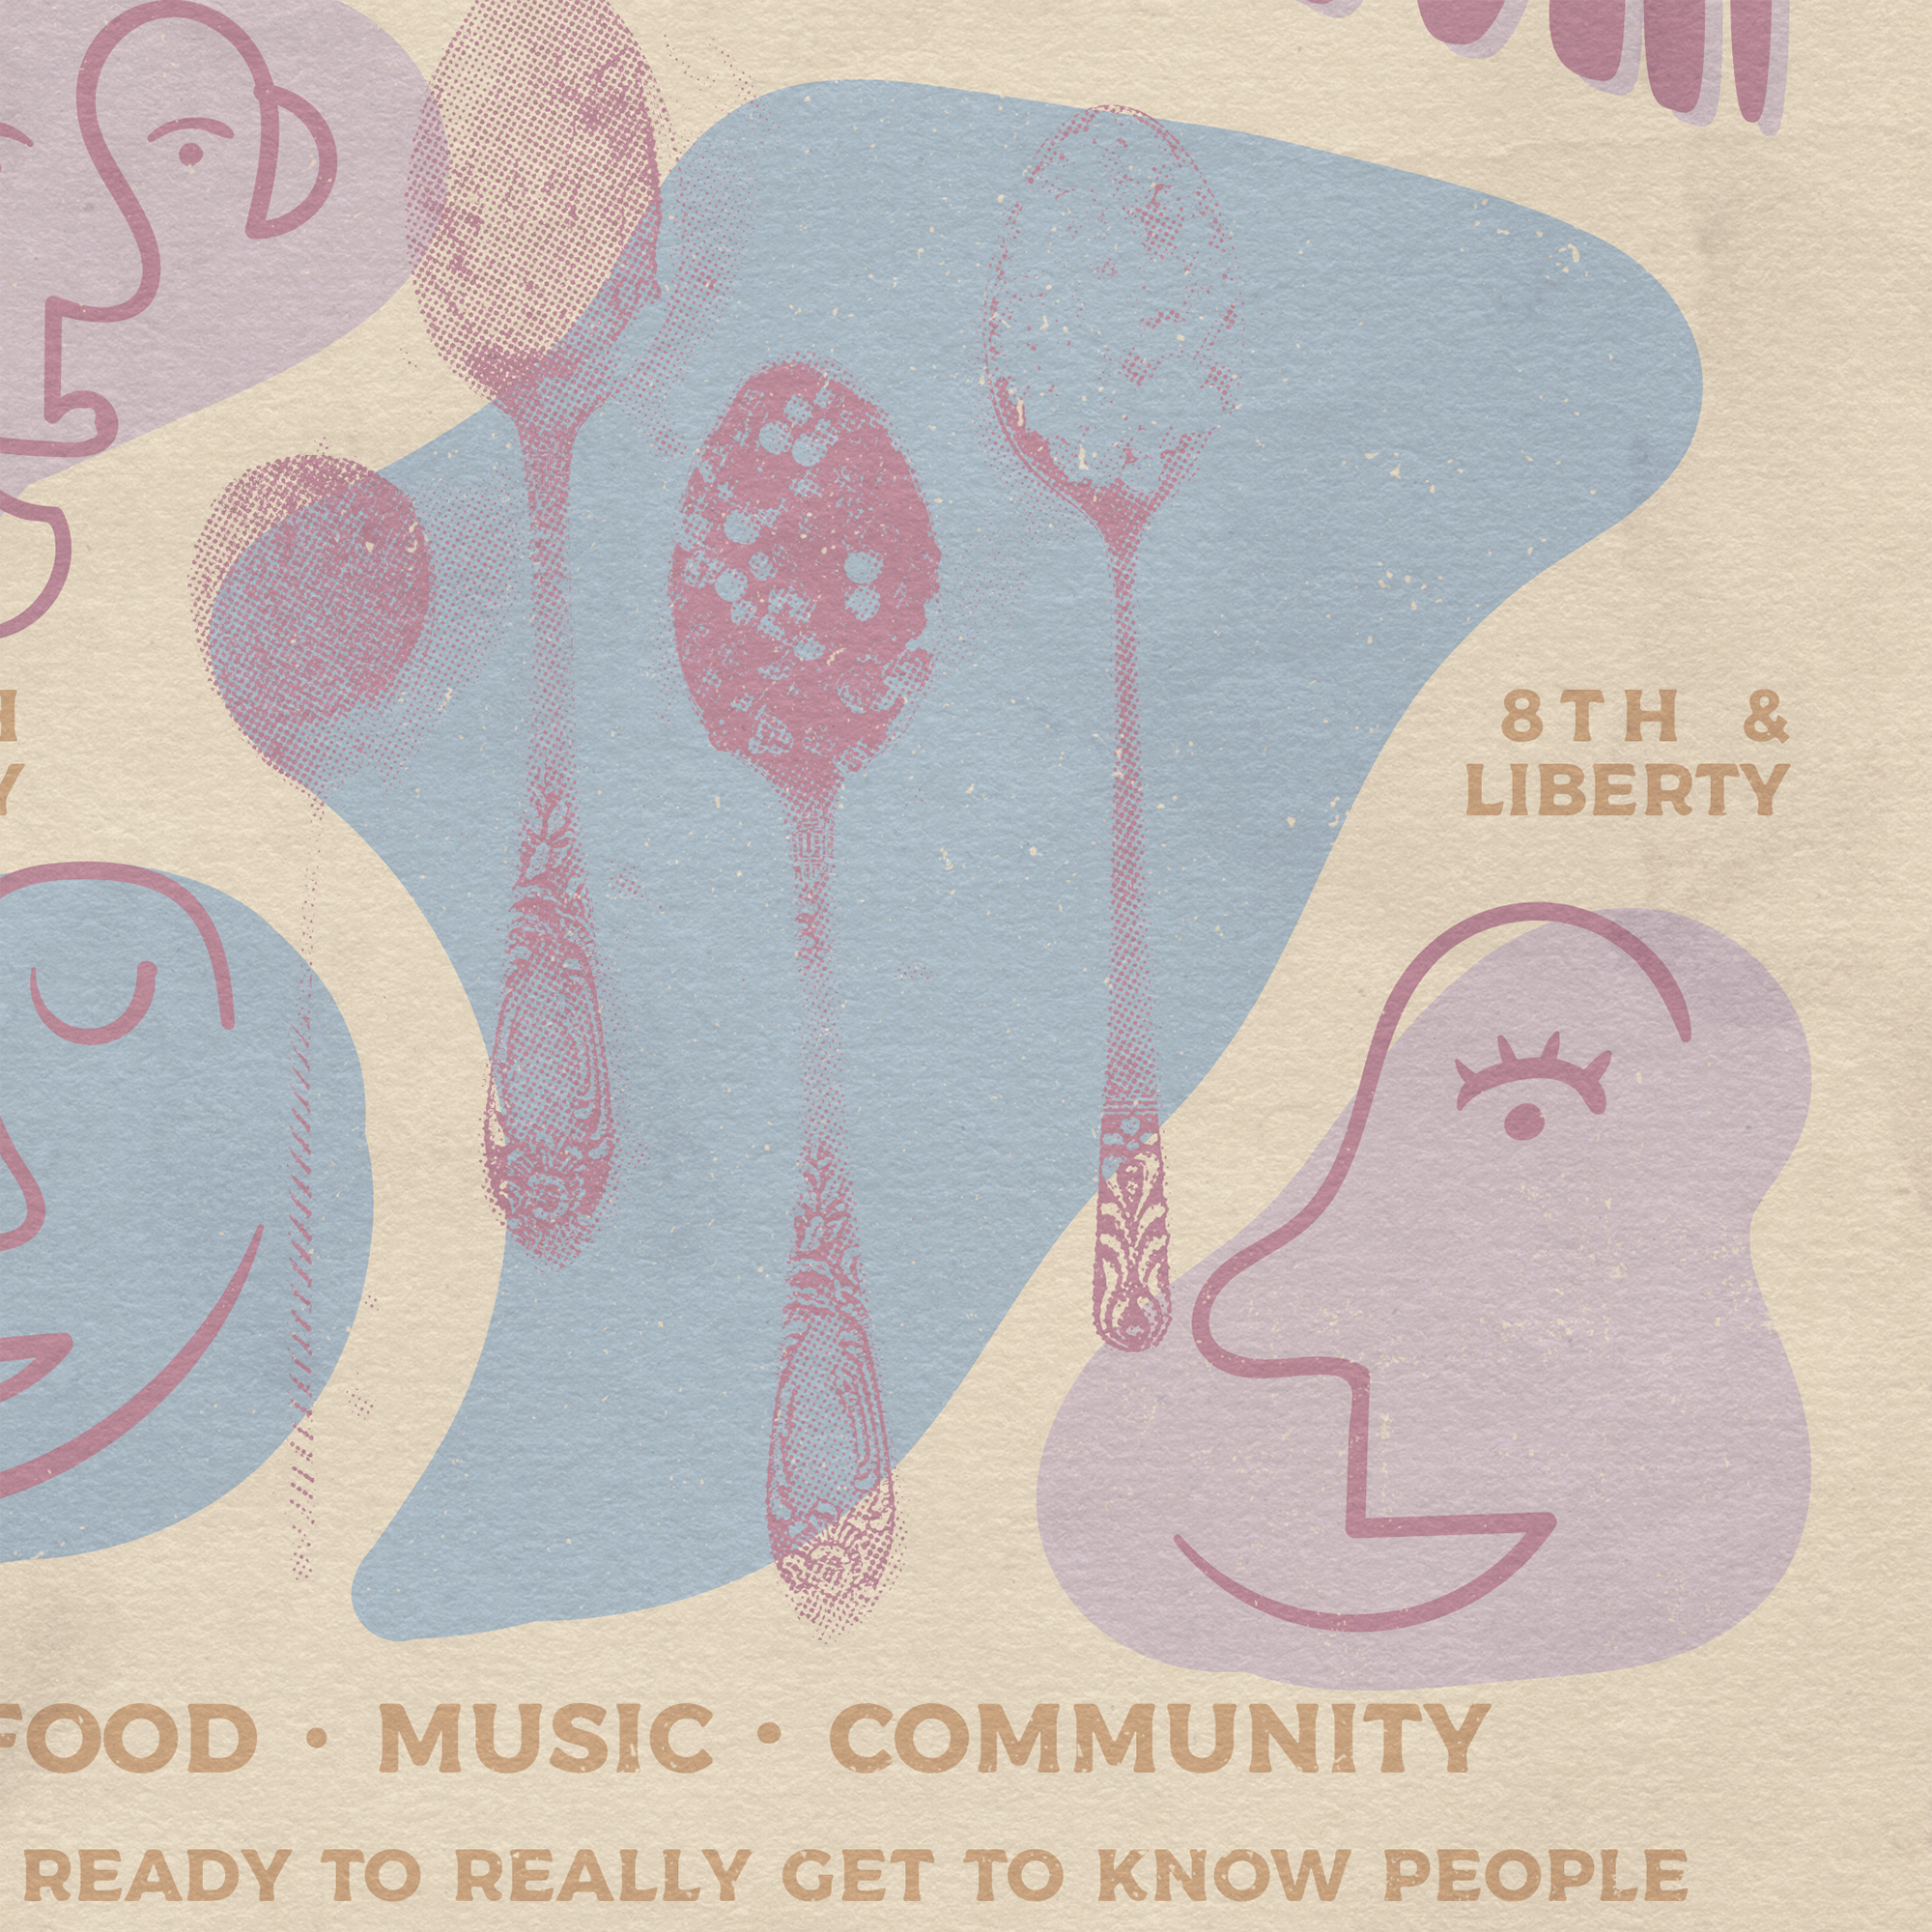 8TH &
LIBERTY
FOOD • MUSIC • COMMUNITY
READY TO REALLY GET TO KNOW PEOPLE